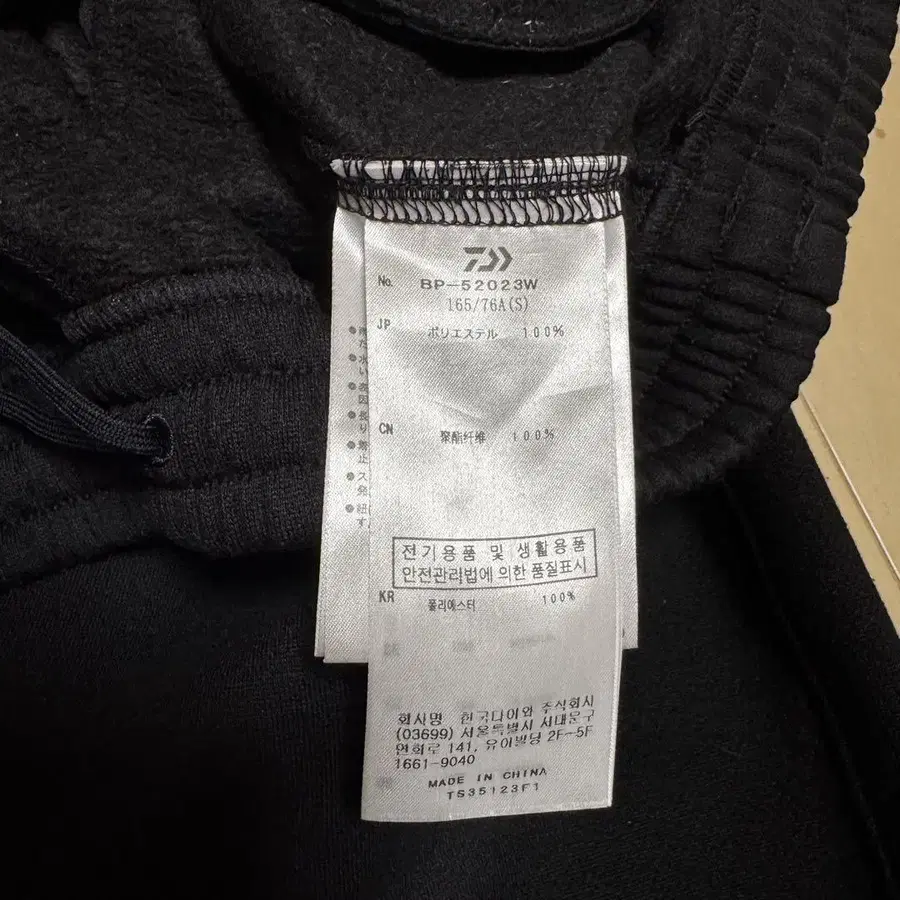 No. BP-52023W
165/76A(S)
JP ポリエステル 100%
CN 聚酯纤维 100%
전기용품 및 생활용품
안전관리법에 의한 품질표시
KR 폴리에스터 100%
회사명 한국다이와 주식회사
(03699) 서울특별시 서대문구
연희로 141, 유이빌딩 2F~5F
1661-9040
MADE IN CHINA
TS35123F1